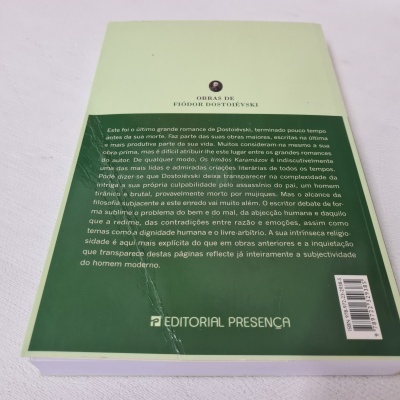 OBRAS DE
FIÓDOR DOSTOIÉVSKI
Este foi o último grande romance de Dostoiévski, terminado pouco tempo
antes da sua morte. Faz parte das suas obras maiores, escritas na última
e mais produtiva parte da sua vida. Muitos consideram-na mesmo a sua
obra-prima, mas é difícil atribuir-lhe este lugar entre os grandes romances
do autor. De qualquer modo, Os Irmãos Karamázov é indiscutivelmente
uma das mais lidas e admiradas criações literárias de todos os tempos.
Pode dizer-se que Dostoiévski deixa transparecer na complexidade da
intriga a sua própria culpabilidade pelo assassínio do pai, um homem
tirânico e brutal, provavelmente morto por mujiques. Mas o alcance da
filosofia subjacente a este enredo vai muito além. O escritor debate de for-
ma sublime o problema do bem e do mal, da abjecção humana e daquilo
que a redime, das contradições entre razão e emoções, assim como
temas como a dignidade humana e o livre-arbítrio. A sua intrínseca religio-
sidade é aqui mais explícita do que em obras anteriores e a inquietação
que transparece destas páginas reflecte já inteiramente a subjectividade
do homem moderno.
EDITORIAL PRESENÇA